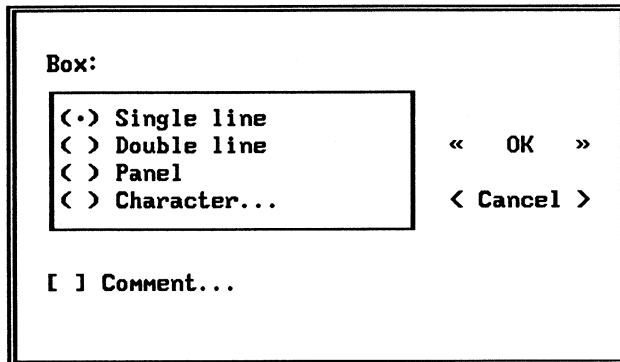 Box:
(·) Single line
( ) Double line
( ) Panel
( ) Character...
« OK »
< Cancel >
[ ] Comment...